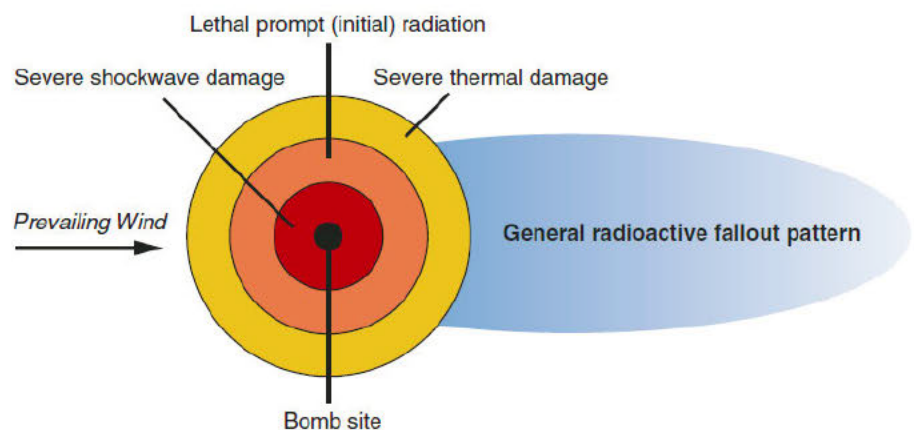 Lethal prompt (initial) radiation
Severe shockwave damage
Severe thermal damage
Prevailing Wind
General radioactive fallout pattern
Bomb site